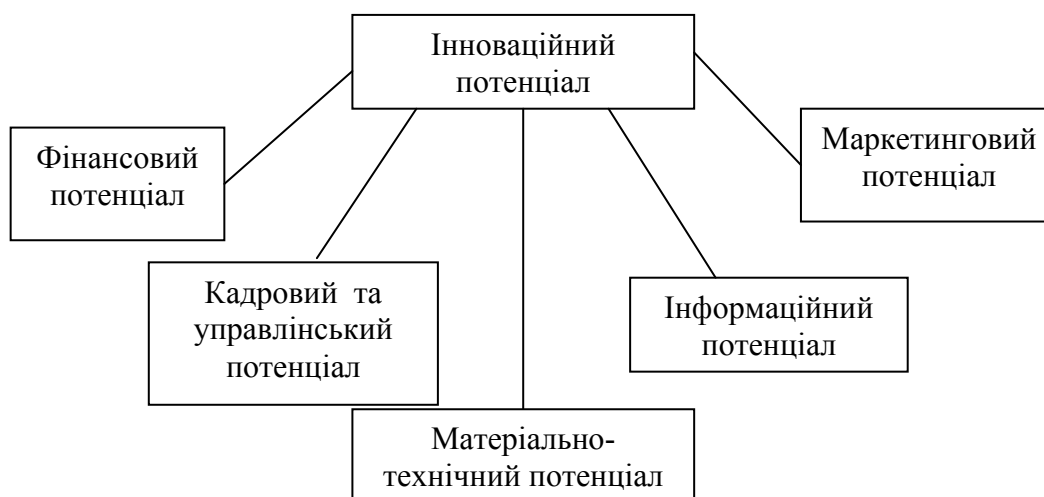 Інноваційний
потенціал
Фінансовий
потенціал
Маркетинговий
потенціал
Кадровий та
управлінський
потенціал
Інформаційний
потенціал
Матеріально-
технічний потенціал